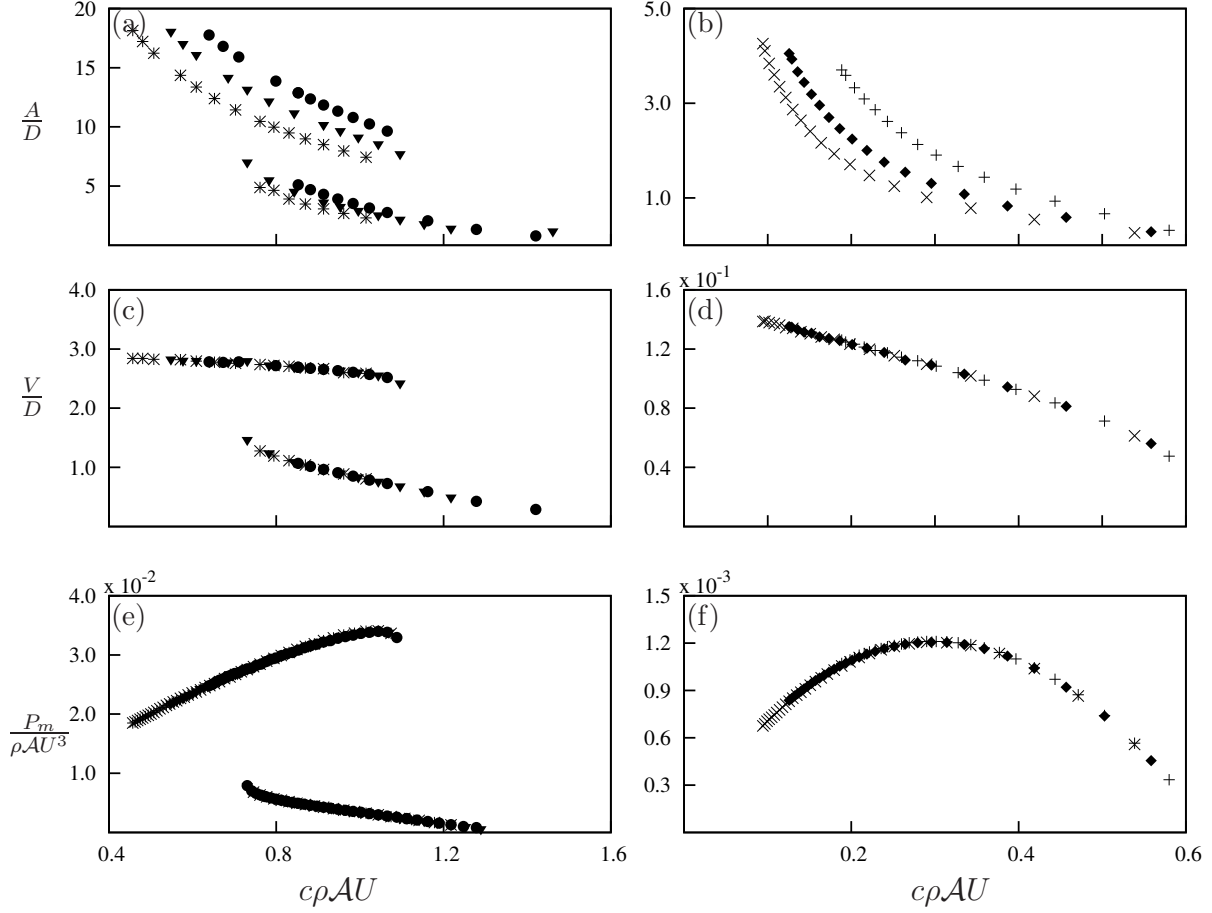 20
15
10
5
A/D
(a)
5.0
3.0
1.0
(b)
4.0
3.0
2.0
1.0
V/D
(c)
x 10^-1
1.6
1.2
0.8
0.4
(d)
x 10^-2
4.0
3.0
2.0
1.0
P_m/ρ𝒜U^3
(e)
0.4 0.8 1.2 1.6
cρ𝒜U
x 10^-3
1.5
1.2
0.9
0.6
0.3
(f)
0.2 0.4 0.6
cρ𝒜U